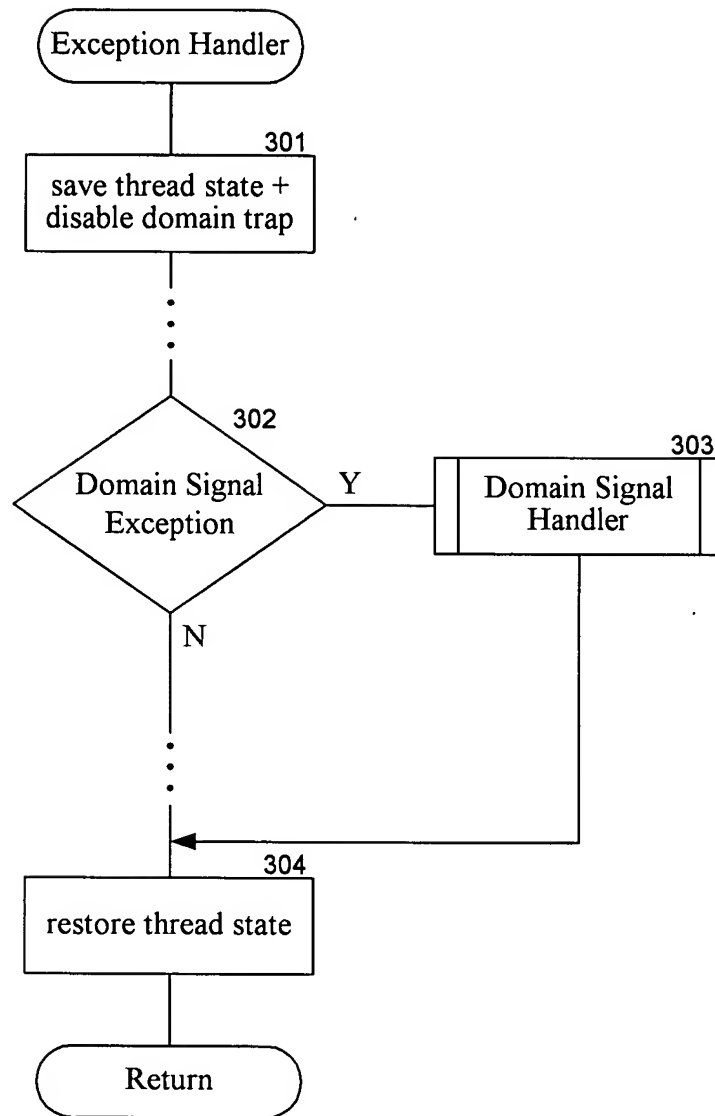 Exception Handler
301
save thread state +
disable domain trap
302
Domain Signal
Exception
Y
303
Domain Signal
Handler
N
304
restore thread state
Return